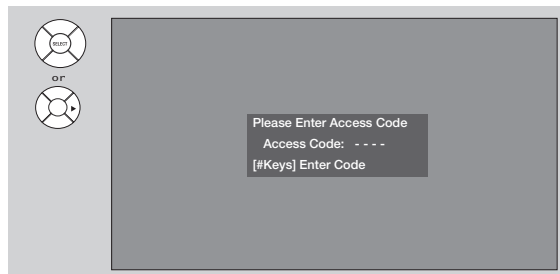 SELECT
or
Please Enter Access Code
Access Code: - - - -
[#Keys] Enter Code